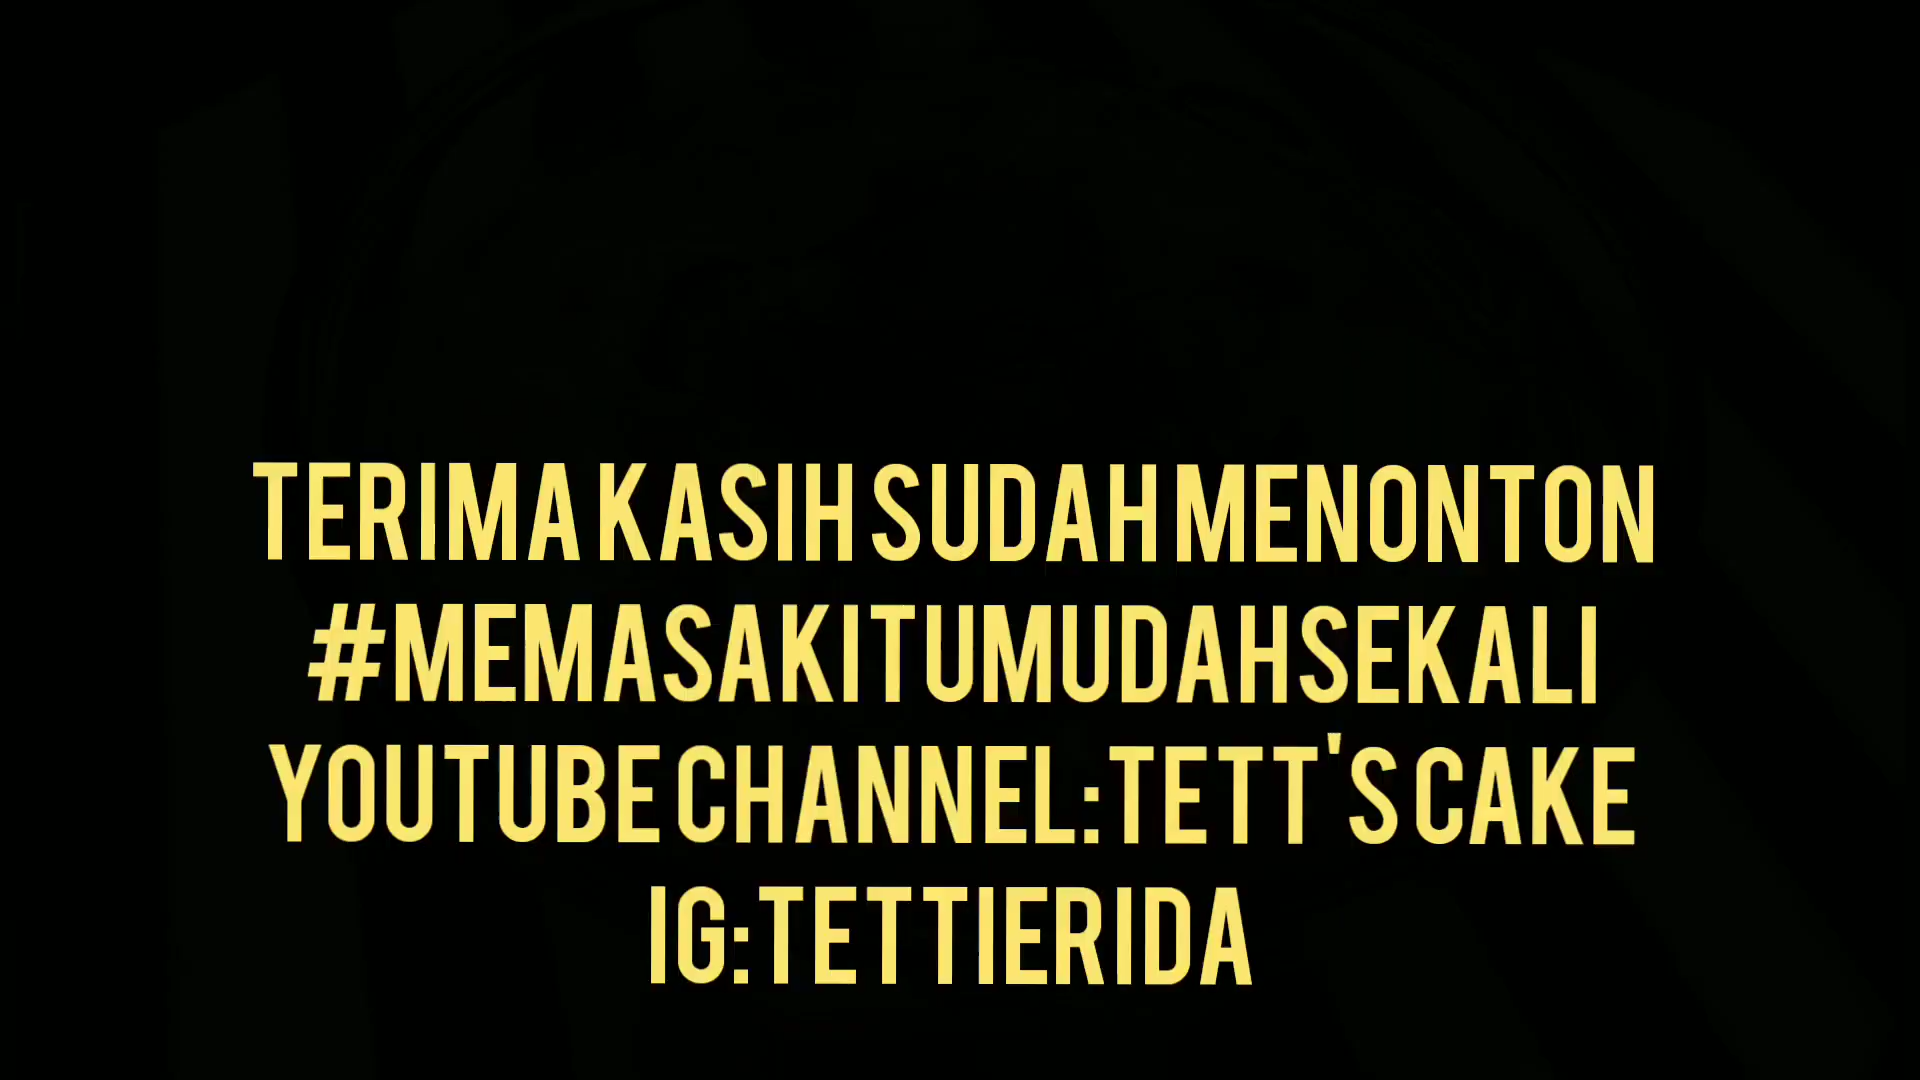 TERIMA KASIH SUDAH MENONTON
#MEMASAKITUMUDAHSEKALI
YOUTUBE CHANNEL:TETT'S CAKE
IG:TETTIERIDA